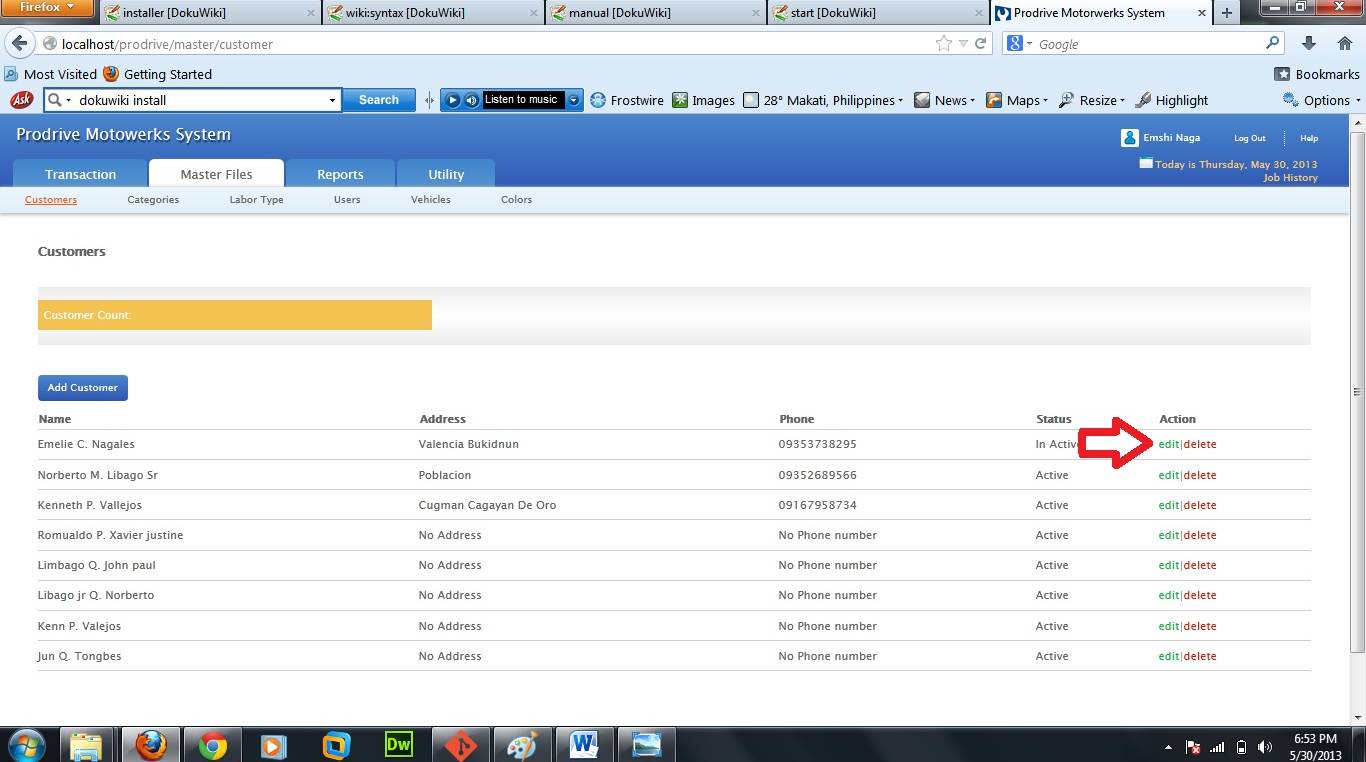 Firefox
installer [DokuWiki]
wiki:syntax [DokuWiki]
manual [DokuWiki]
start [DokuWiki]
Prodrive Motorwerks System
localhost/prodrive/master/customer
Google
Most Visited Getting Started
Bookmarks
Ask dokuwiki install Search Listen to music Frostwire Images 28° Makati, Philippines News Maps Resize Highlight Options
Prodrive Motowerks System
Emshi Naga Log Out Help
Today is Thursday, May 30, 2013
Job History
Transaction Master Files Reports Utility
Customers Categories Labor Type Users Vehicles Colors
Customers
Customer Count:
Add Customer
Name Address Phone Status Action
Emelie C. Nagales Valencia Bukidnun 09353738295 In Active edit|delete
Norberto M. Libago Sr Poblacion 09352689566 Active edit|delete
Kenneth P. Vallejos Cugman Cagayan De Oro 09167958734 Active edit|delete
Romualdo P. Xavier justine No Address No Phone number Active edit|delete
Limbago Q. John paul No Address No Phone number Active edit|delete
Libago jr Q. Norberto No Address No Phone number Active edit|delete
Kenn P. Valejos No Address No Phone number Active edit|delete
Jun Q. Tongbes No Address No Phone number Active edit|delete
Dw
W
6:53 PM
5/30/2013